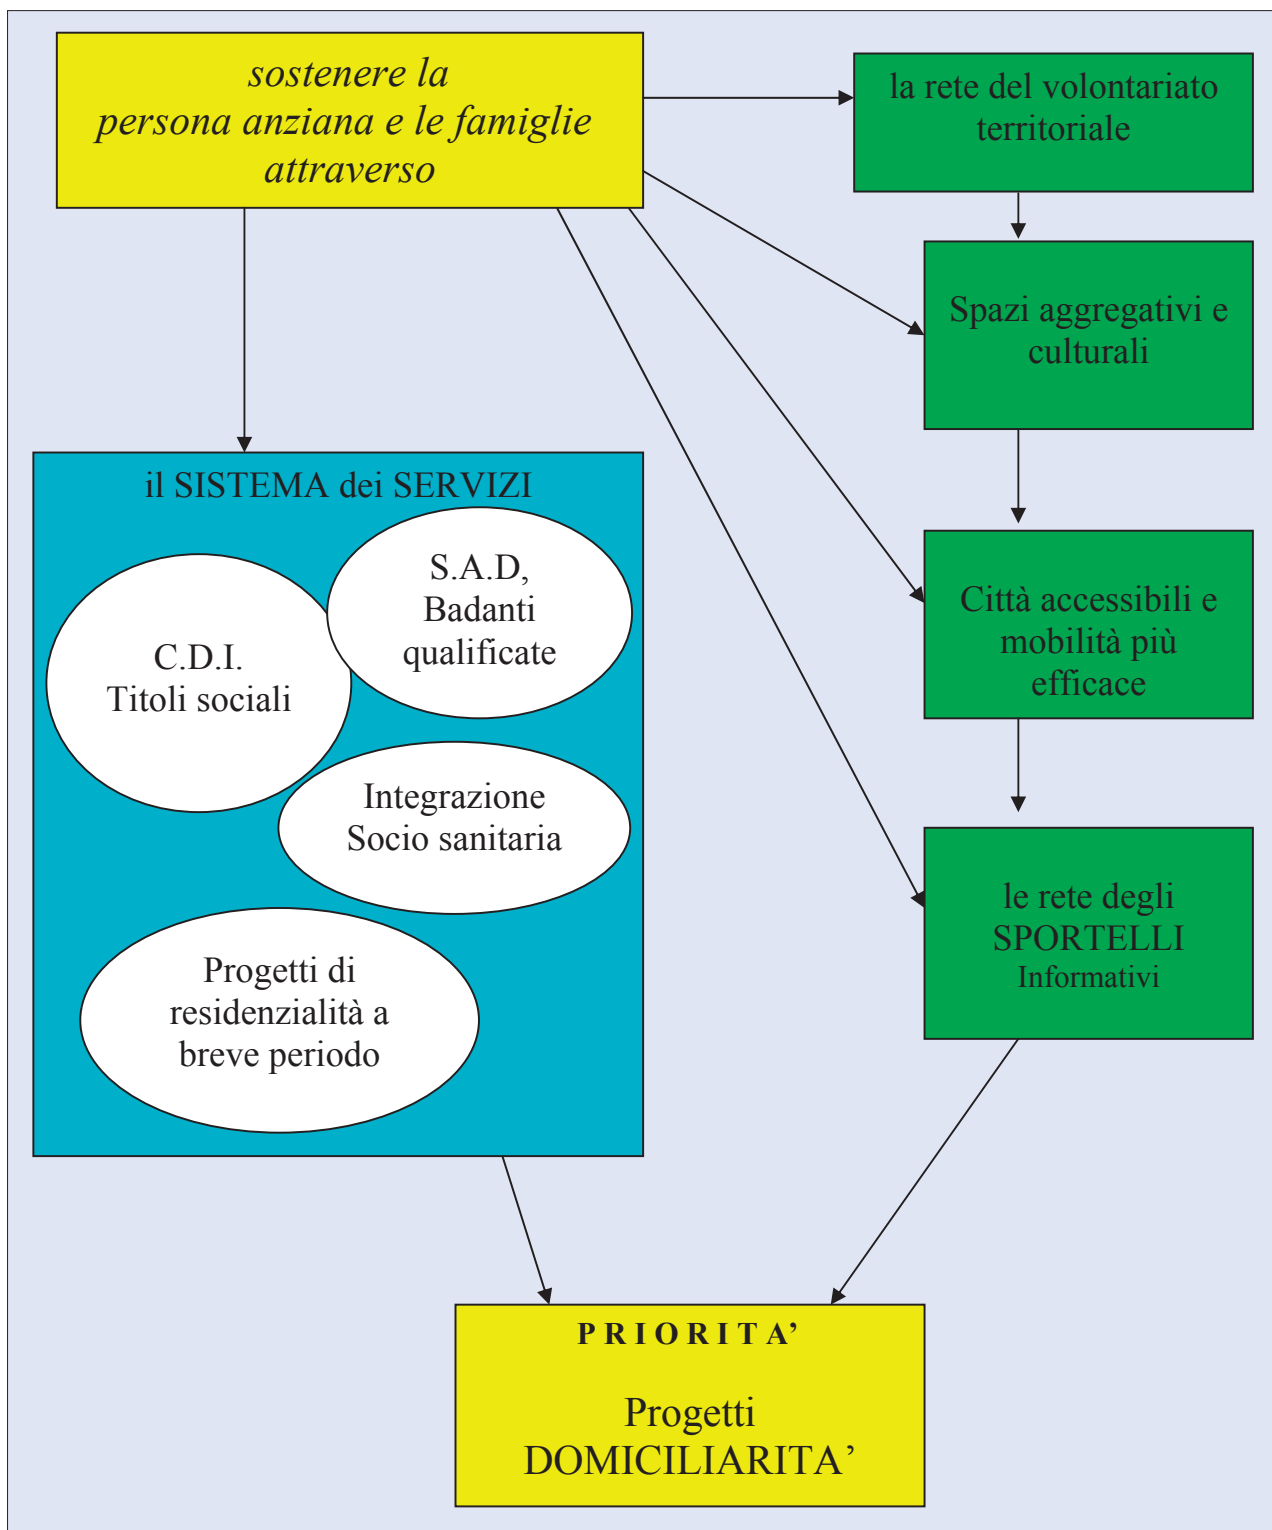 sostenere la
persona anziana e le famiglie
attraverso
la rete del volontariato
territoriale
Spazi aggregativi e
culturali
il SISTEMA dei SERVIZI
S.A.D,
Badanti
qualificate
C.D.I.
Titoli sociali
Città accessibili e
mobilità più
efficace
Integrazione
Socio sanitaria
le rete degli
SPORTELLI
Informativi
Progetti di
residenzialità a
breve periodo
P R I O R I T A’
Progetti
DOMICILIARITA’